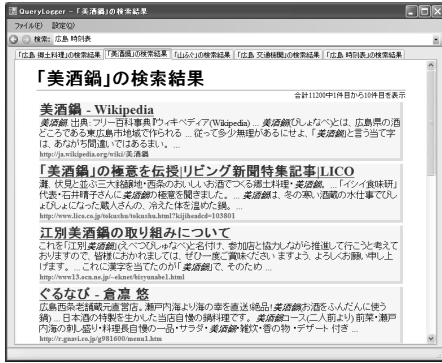 QueryLogger - 「美酒鍋」の検索結果
ファイル(F) 設定(O)
検索: 広島 時刻表
「広島 郷土料理」の検索結果 「美酒鍋」の検索結果 「山ふぐ」の検索結果 「広島 交通機関」の検索結果 「広島 時刻表」の検索結果
「美酒鍋」の検索結果
合計11200中1件目から10件目を表示
美酒鍋 - Wikipedia
美酒鍋. 出典: フリー百科事典『ウィキペディア(Wikipedia) ... 美酒鍋(びしょなべ)とは、広島県の酒
どころである東広島市地域で作られる ... 従って多少無理があるにせよ、「美酒鍋」と言う当て字
は、あながち間違いではあるまい。 ...
http://ja.wikipedia.org/wiki/美酒鍋
「美酒鍋」の極意を伝授|リビング新聞特集記事|LICO
灘、伏見と並ぶ三大銘醸地・西条のおいしいお酒でつくる郷土料理・美酒鍋。 ... 「イシイ食味研」
代表・石井晴子さんに美酒鍋の極意を聞きました。 ... 美酒鍋は、冬の寒い酒蔵の水仕事でびし
ょびしょになった蔵人さんの、冷えた体を温めた鍋。 ...
http://www.lico.co.jp/tokushu/tokushu.html?kijiheadcd=103801
江別美酒鍋の取り組みについて
これを「江別美酒鍋」(えべつびしゅなべ)と名付け、参加店と協力しながら推進して行こうと考えて
おりますので、皆様におかれましては、ぜひ一度ご賞味ください ますよう、よろしくお願い申し上
げます。 ... これに漢字を当てたのが「美酒鍋」で、そのため ...
http://www13.ocn.ne.jp/~eknet/bisyunabe1.html
ぐるなび - 倉凛 悠
広島西条老舗蔵元直営店。瀬戸内海より海の幸を直送!絶品!美酒鍋お酒をふんだんに使う
鍋) ... 日本酒の特製を生かした当店自慢の鍋料理です。 美酒鍋コース(二人前より) 前菜・瀬戸
内海の刺し盛り・料理長自慢の一品・サラダ・美酒鍋・雑炊・香の物・デザート 付き ...
http://r.gnavi.co.jp/g981600/menu1.htm